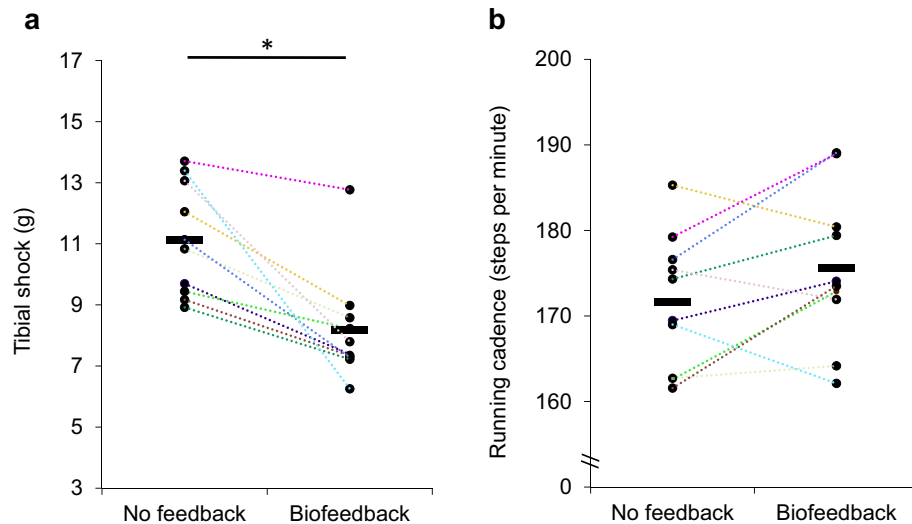 a
*
17
15
13
11
9
7
5
3
Tibial shock (g)
No feedback Biofeedback
b
200
190
180
170
160
0
Running cadence (steps per minute)
No feedback Biofeedback